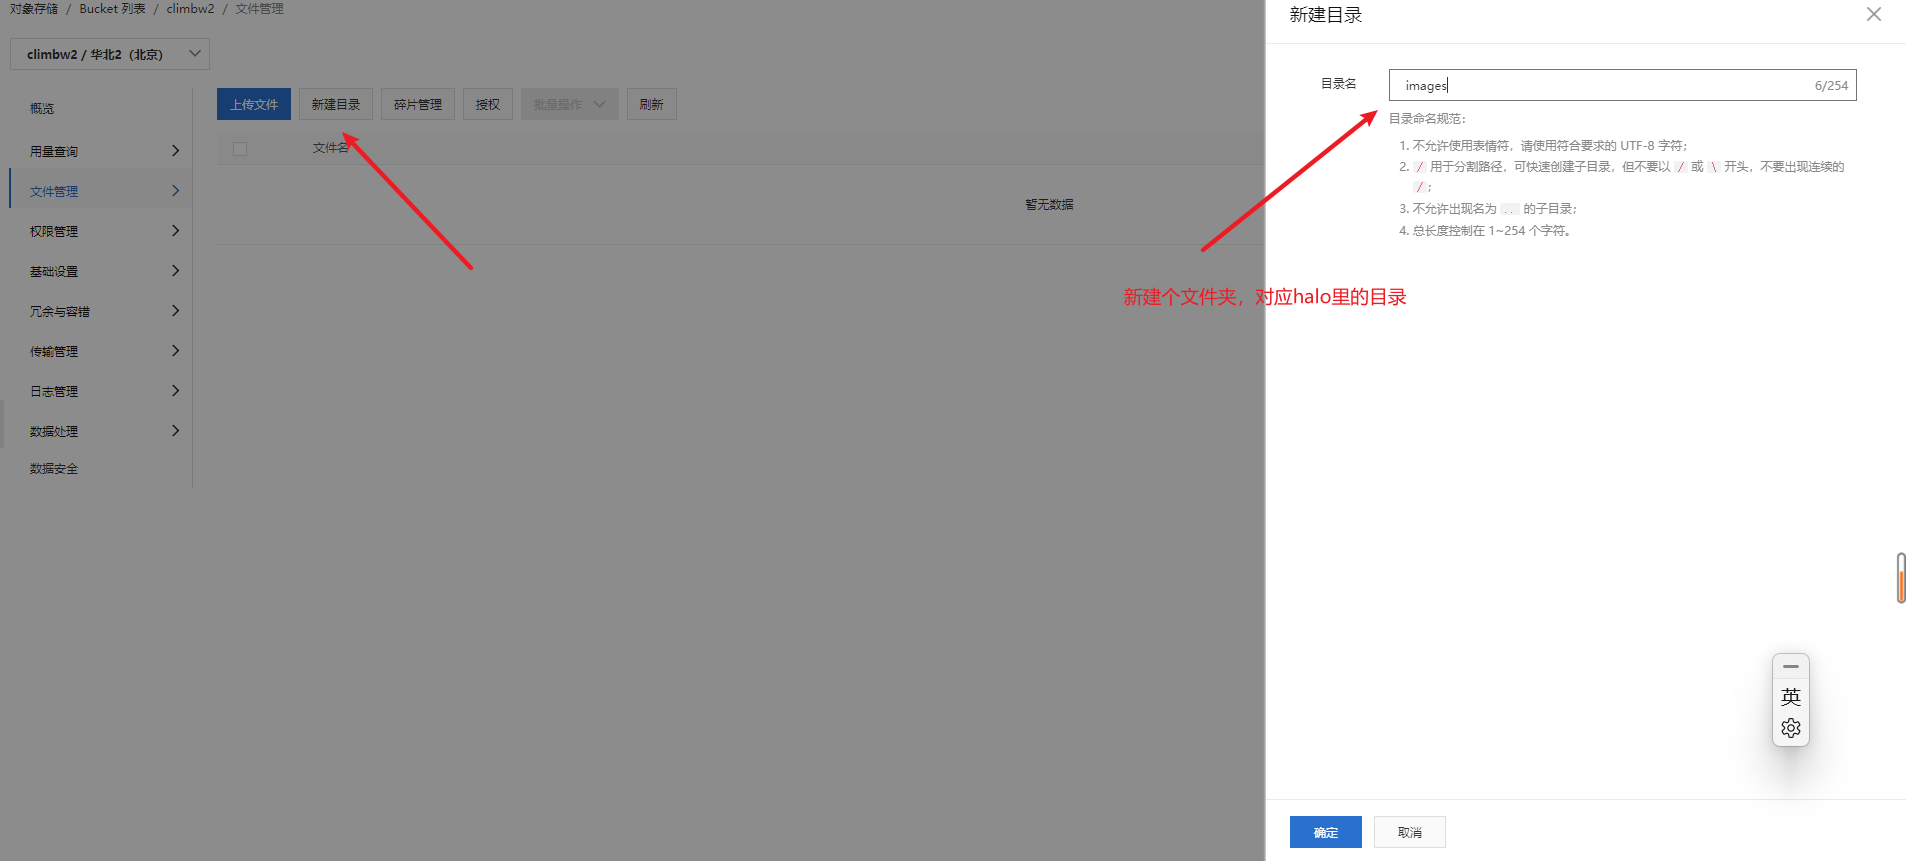 对象存储 / Bucket 列表 / climbw2 / 文件管理
climbw2 / 华北2（北京）
概览
用量查询
文件管理
权限管理
基础设置
冗余与容错
传输管理
日志管理
数据处理
数据安全
上传文件 新建目录 碎片管理 授权 批量操作 刷新
文件名
暂无数据
新建个文件夹，对应halo里的目录
新建目录
目录名 images 6/254
目录命名规范：
1. 不允许使用表情符，请使用符合要求的 UTF-8 字符；
2. / 用于分割路径，可快速创建子目录，但不要以 / 或 \ 开头，不要出现连续的
/ ；
3. 不允许出现名为 .. 的子目录；
4. 总长度控制在 1~254 个字符。
英
确定 取消